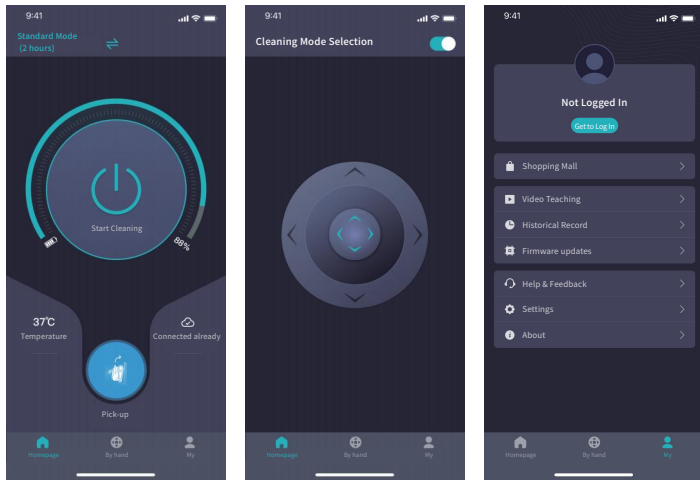 9:41
Standard Mode
(2 hours)
Start Cleaning
88%
37℃
Temperature
Connected already
Pick-up
Homepage
By hand
My
9:41
Cleaning Mode Selection
Homepage
By hand
My
9:41
Not Logged In
Get to Log In
Shopping Mall
Video Teaching
Historical Record
Firmware updates
Help & Feedback
Settings
About
Homepage
By hand
My